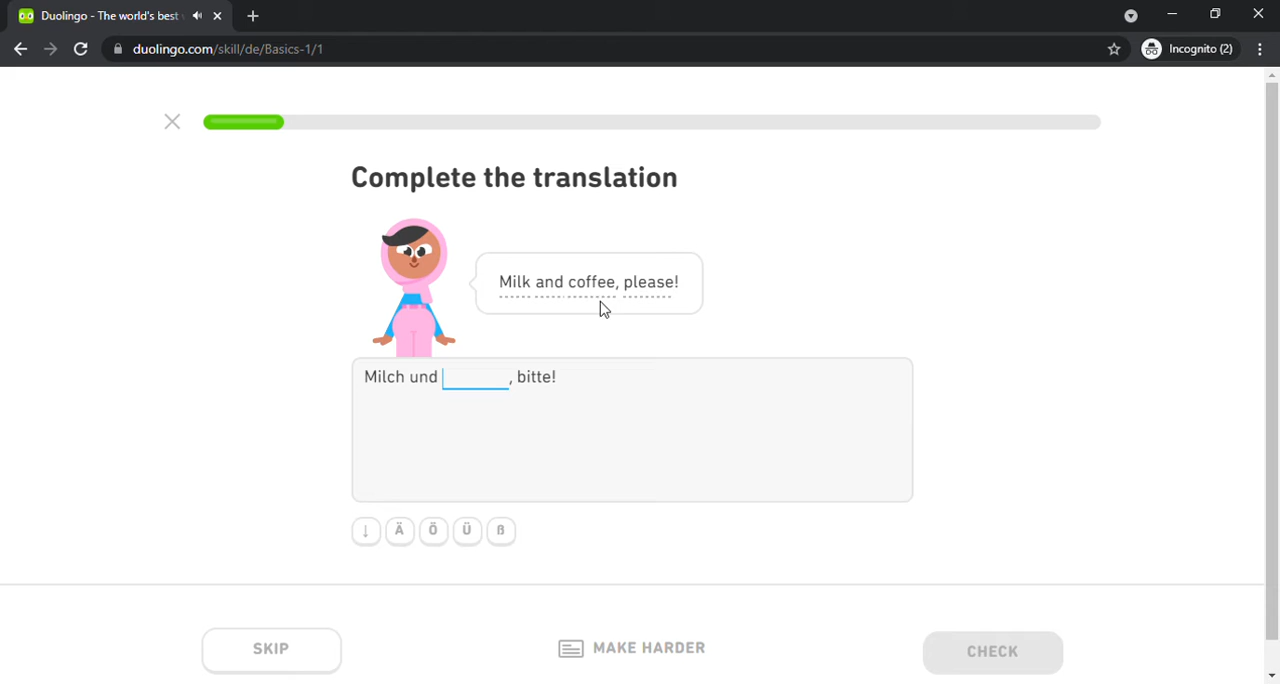 Duolingo - The world's best
duolingo.com/skill/de/Basics-1/1
Incognito (2)
Complete the translation
Milk and coffee, please!
Milch und ______, bitte!
↓ Ä Ö Ü ß
SKIP
MAKE HARDER
CHECK